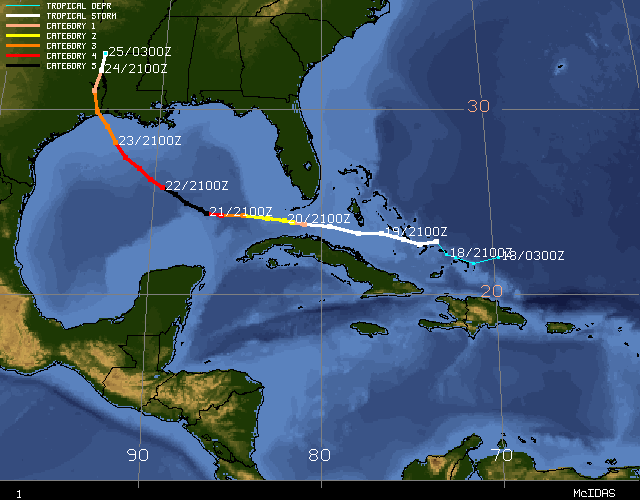 TROPICAL DEPR
TROPICAL STORM
CATEGORY 1
CATEGORY 2
CATEGORY 3
CATEGORY 4
CATEGORY 5
25/0300Z
24/2100Z
30
23/2100Z
22/2100Z
21/2100Z
20/2100Z
19/2100Z
18/2100Z
18/0300Z
20
90
80
70
1
McIDAS